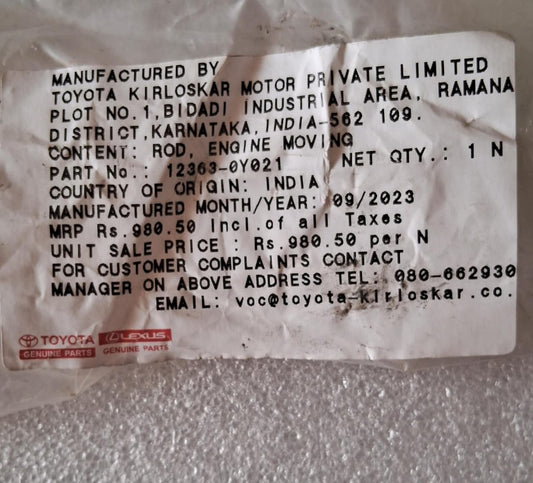 MANUFACTURED BY
TOYOTA KIRLOSKAR MOTOR PRIVATE LIMITED
PLOT NO.1,BIDADI INDUSTRIAL AREA, RAMANA
DISTRICT,KARNATAKA,INDIA-562 109.
CONTENT: ROD, ENGINE MOVING
PART No.: 12363-0Y021 NET QTY.: 1 N
COUNTRY OF ORIGIN: INDIA
MANUFACTURED MONTH/YEAR: 09/2023
MRP Rs.980.50 Incl.of all Taxes
UNIT SALE PRICE : Rs.980.50 per N
FOR CUSTOMER COMPLAINTS CONTACT
MANAGER ON ABOVE ADDRESS TEL: 080-662930
EMAIL: voc@toyota-kirloskar.co.
TOYOTA LEXUS
GENUINE PARTS GENUINE PARTS